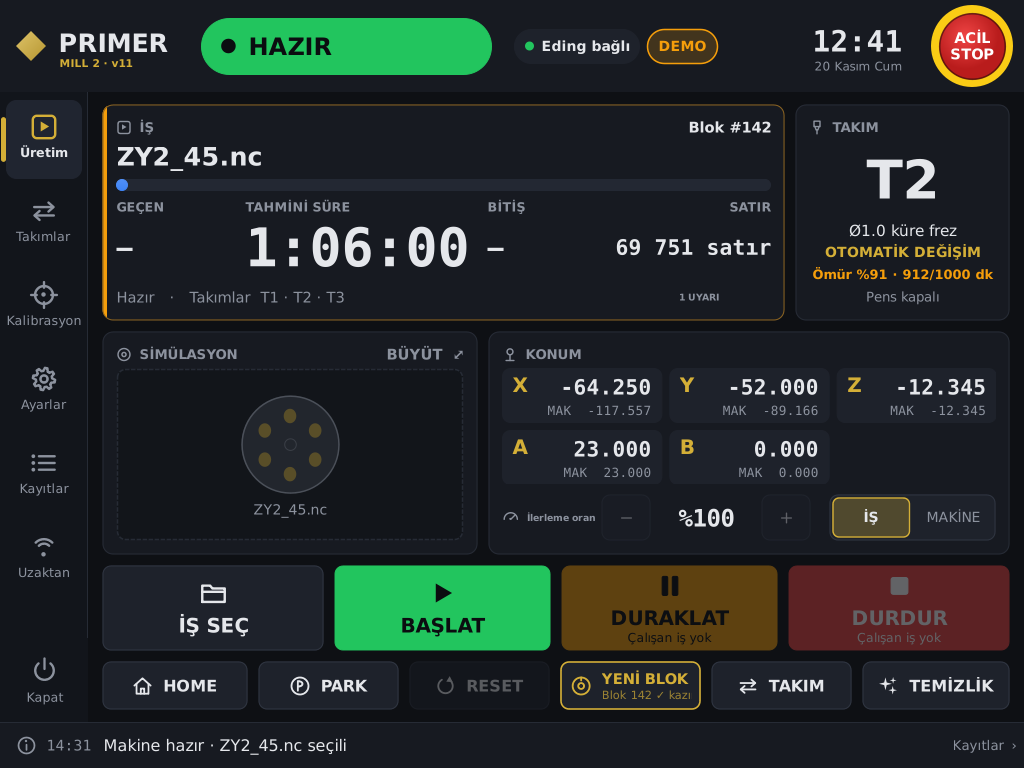 PRIMER
MILL 2 · v11
HAZIR
Eding bağlı
DEMO
12:41
20 Kasım Cum
ACİL
STOP
Üretim
Takımlar
Kalibrasyon
Ayarlar
Kayıtlar
Uzaktan
Kapat
İŞ
Blok #142
ZY2_45.nc
GEÇEN
TAHMİNİ SÜRE
BİTİŞ
SATIR
—
1:06:00
—
69 751 satır
Hazır · Takımlar T1 · T2 · T3
1 UYARI
TAKIM
T2
Ø1.0 küre frez
OTOMATİK DEĞİŞİM
Ömür %91 · 912/1000 dk
Pens kapalı
SİMÜLASYON
BÜYÜT ⤢
ZY2_45.nc
KONUM
X -64.250
MAK -117.557
Y -52.000
MAK -89.166
Z -12.345
MAK -12.345
A 23.000
MAK 23.000
B 0.000
MAK 0.000
İlerleme oran
−
%100
+
İŞ
MAKİNE
İŞ SEÇ
BAŞLAT
DURAKLAT
Çalışan iş yok
DURDUR
Çalışan iş yok
HOME
PARK
RESET
YENİ BLOK
Blok 142 ✓ kazı
TAKIM
TEMİZLİK
14:31 Makine hazır · ZY2_45.nc seçili
Kayıtlar ›